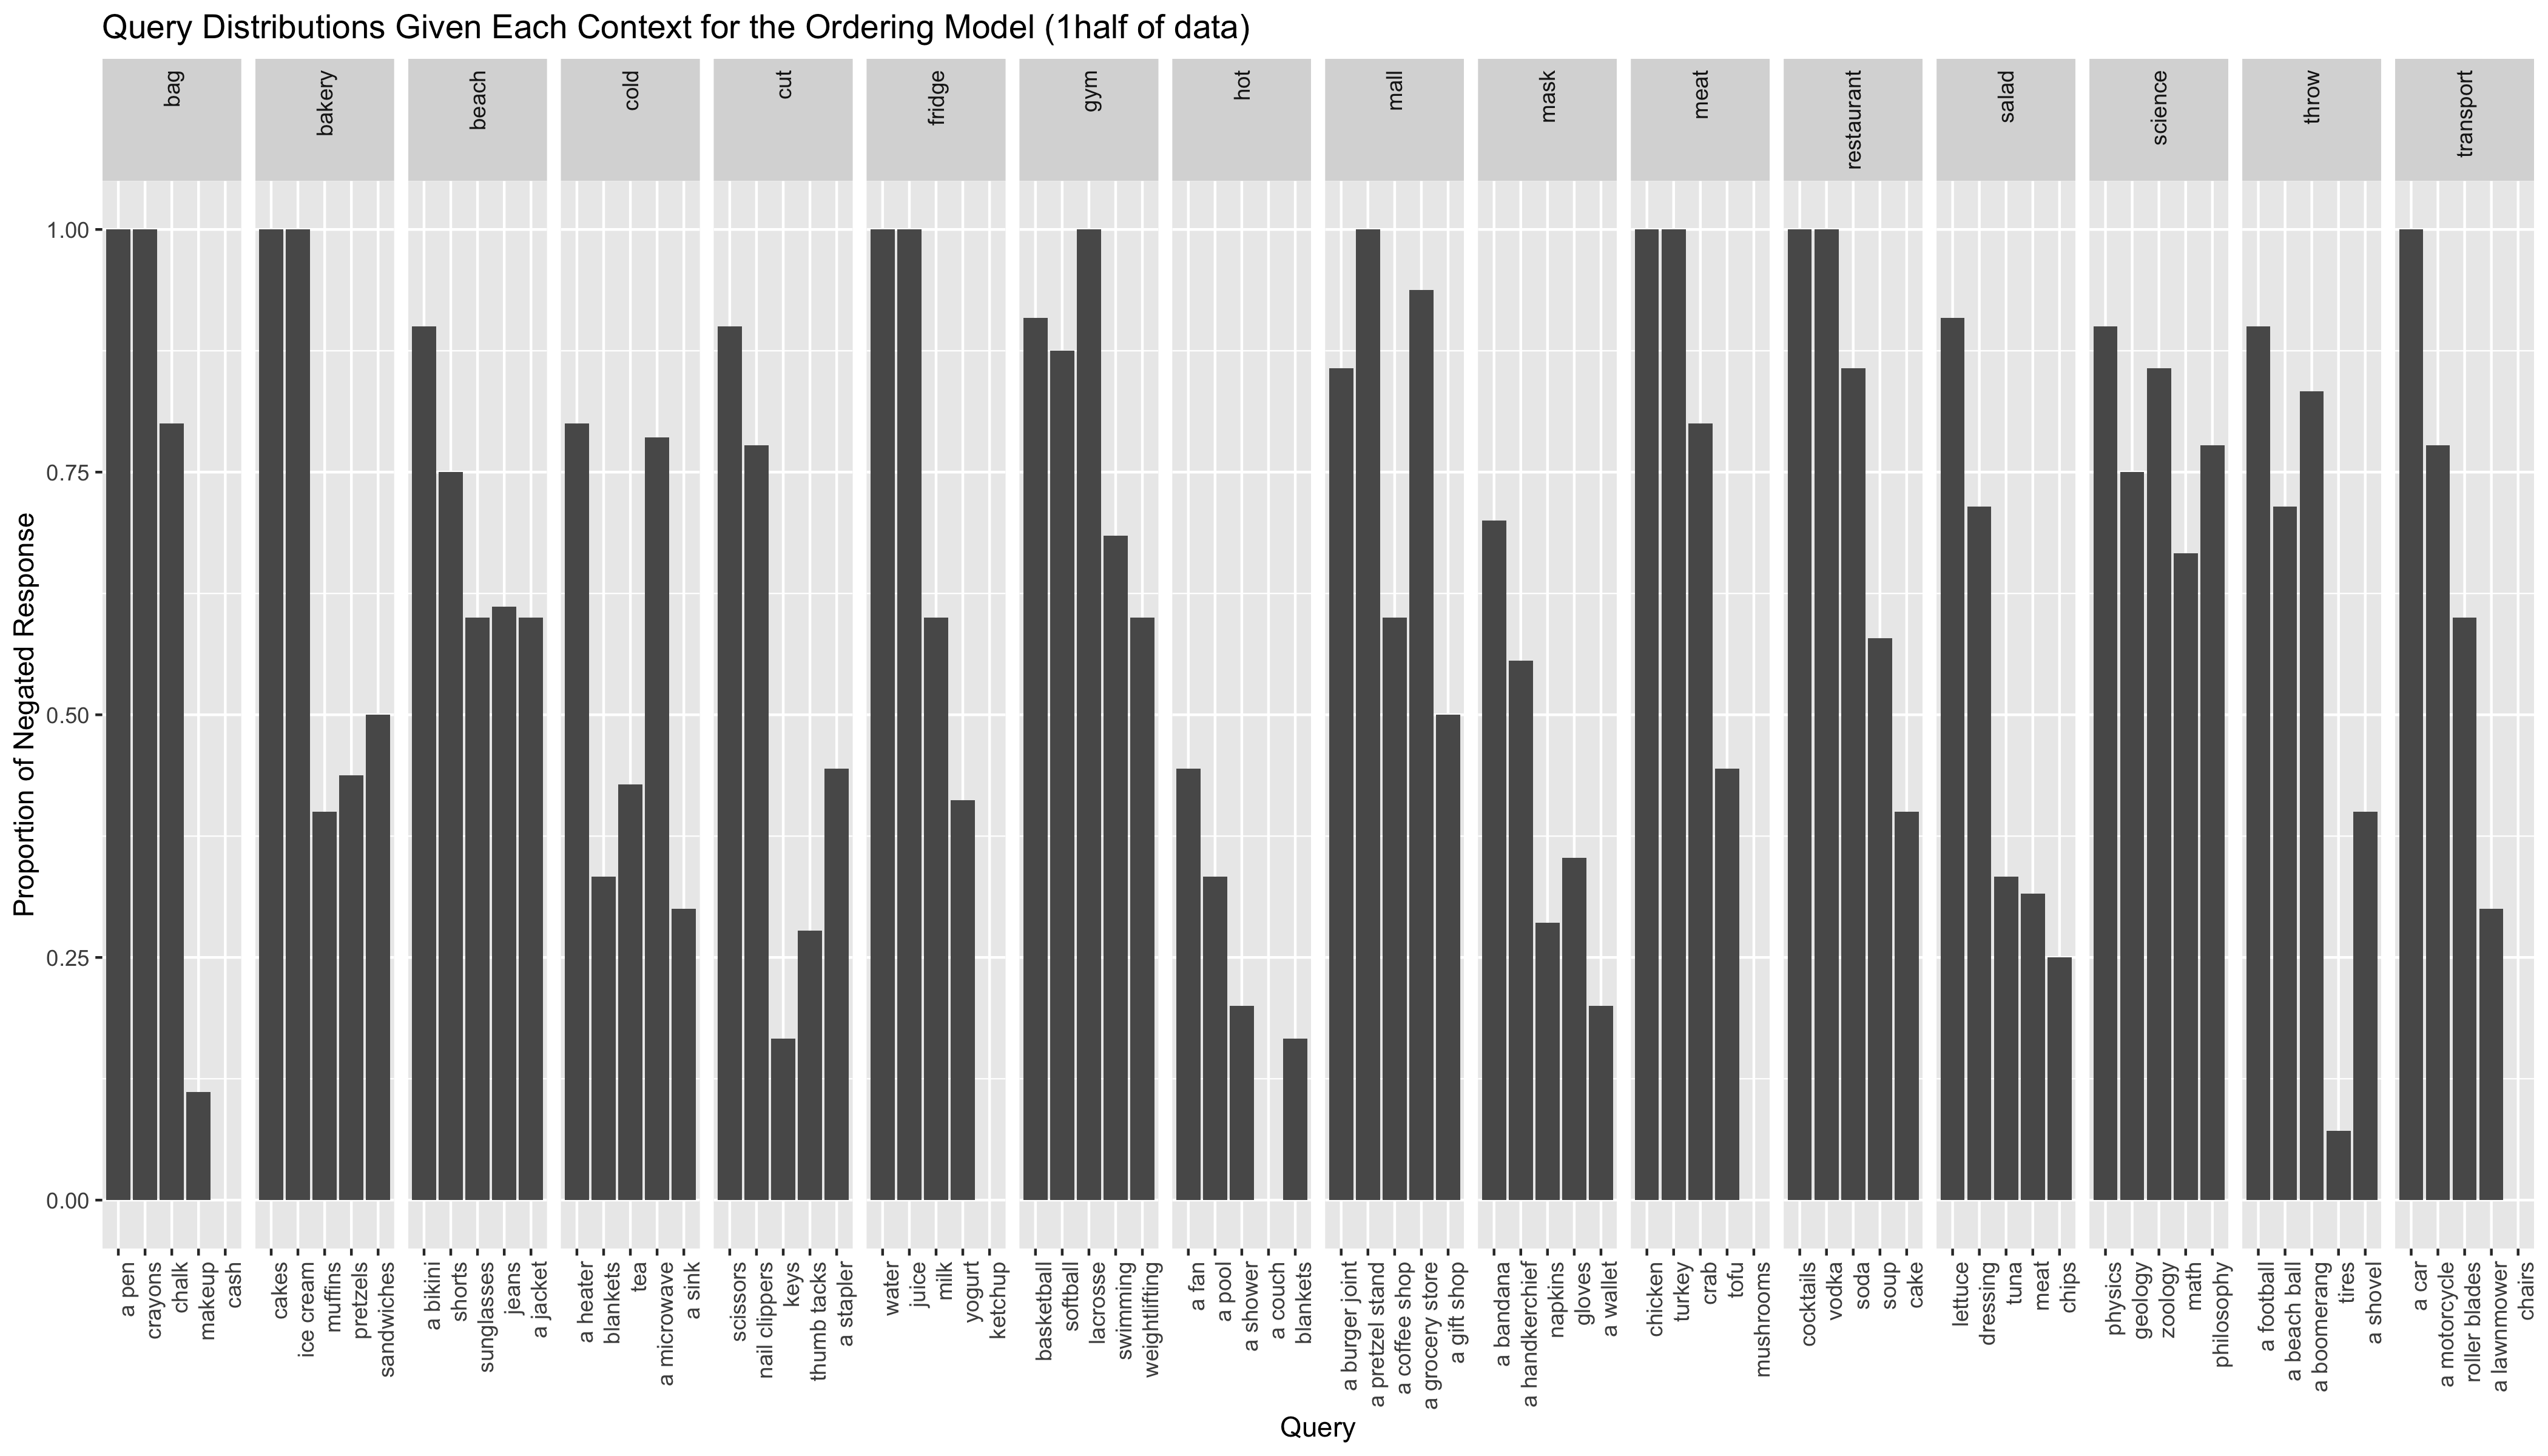 Query Distributions Given Each Context for the Ordering Model (1half of data)
bag
bakery
beach
cold
cut
fridge
gym
hot
mall
mask
meat
restaurant
salad
science
throw
transport
Proportion of Negated Response
1.00
0.75
0.50
0.25
0.00
a pen
crayons
chalk
makeup
cash
cakes
ice cream
muffins
pretzels
sandwiches
a bikini
shorts
sunglasses
jeans
a jacket
a heater
blankets
tea
a microwave
a sink
scissors
nail clippers
keys
thumb tacks
a stapler
water
juice
milk
yogurt
ketchup
basketball
softball
lacrosse
swimming
weightlifting
a fan
a pool
a shower
a couch
blankets
a burger joint
a pretzel stand
a coffee shop
a grocery store
a gift shop
a bandana
a handkerchief
napkins
gloves
a wallet
chicken
turkey
crab
tofu
mushrooms
cocktails
vodka
soda
soup
cake
lettuce
dressing
tuna
meat
chips
physics
geology
zoology
math
philosophy
a football
a beach ball
a boomerang
tires
a shovel
a car
a motorcycle
roller blades
a lawnmower
chairs
Query